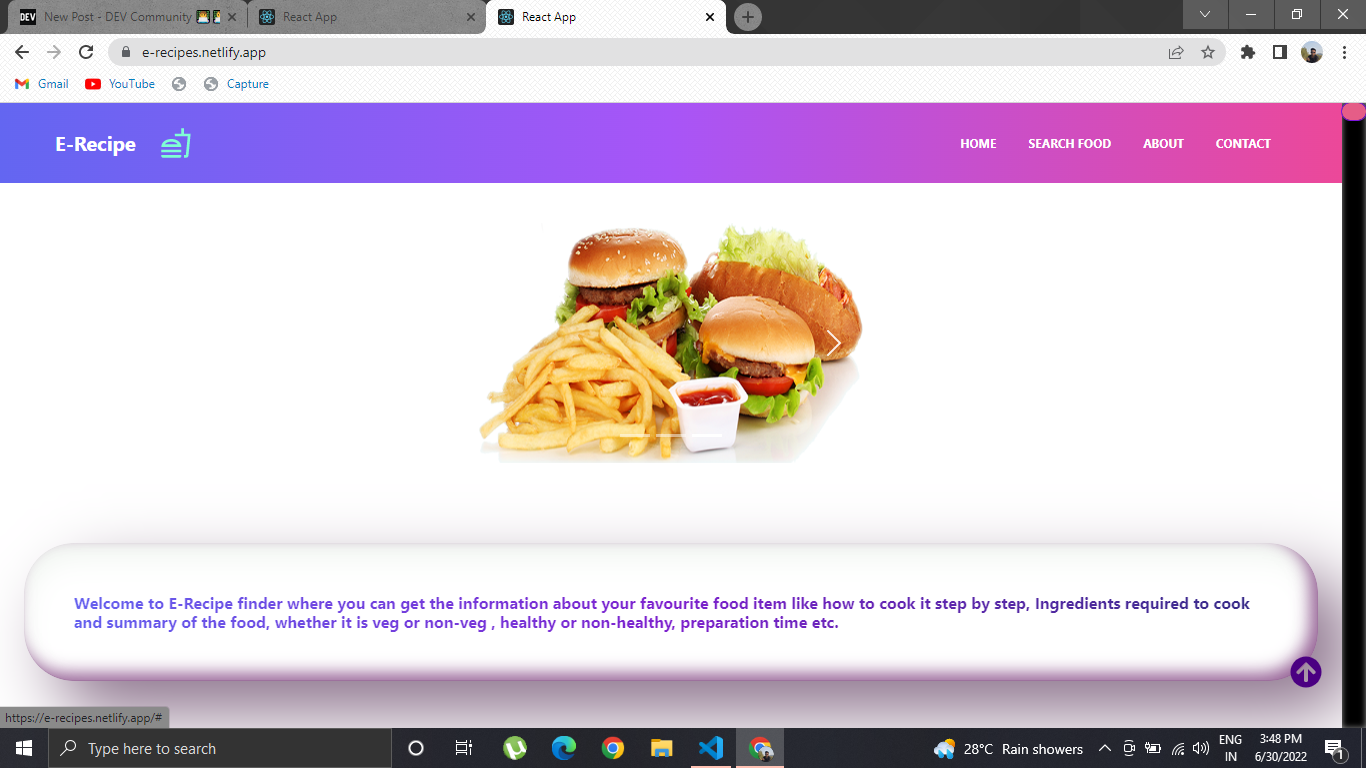 DEV New Post - DEV Community
React App
React App
e-recipes.netlify.app
Gmail YouTube Capture
E-Recipe HOME SEARCH FOOD ABOUT CONTACT
Welcome to E-Recipe finder where you can get the information about your favourite food item like how to cook it step by step, Ingredients required to cook
and summary of the food, whether it is veg or non-veg , healthy or non-healthy, preparation time etc.
https://e-recipes.netlify.app/#
Type here to search
28°C Rain showers
ENG
IN
3:48 PM
6/30/2022
1